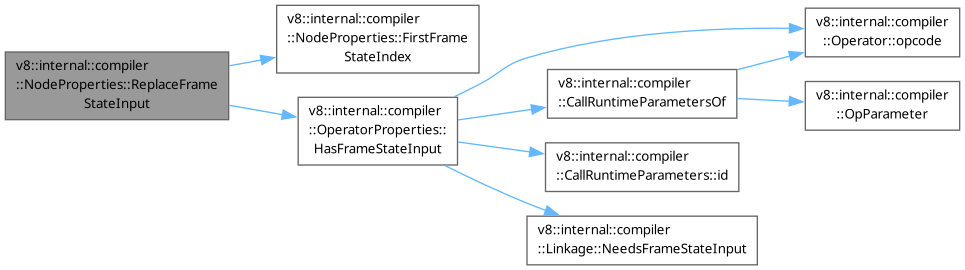 v8::internal::compiler
::NodeProperties::ReplaceFrame
StateInput
v8::internal::compiler
::NodeProperties::FirstFrame
StateIndex
v8::internal::compiler
::OperatorProperties::
HasFrameStateInput
v8::internal::compiler
::CallRuntimeParametersOf
v8::internal::compiler
::CallRuntimeParameters::id
v8::internal::compiler
::Linkage::NeedsFrameStateInput
v8::internal::compiler
::Operator::opcode
v8::internal::compiler
::OpParameter